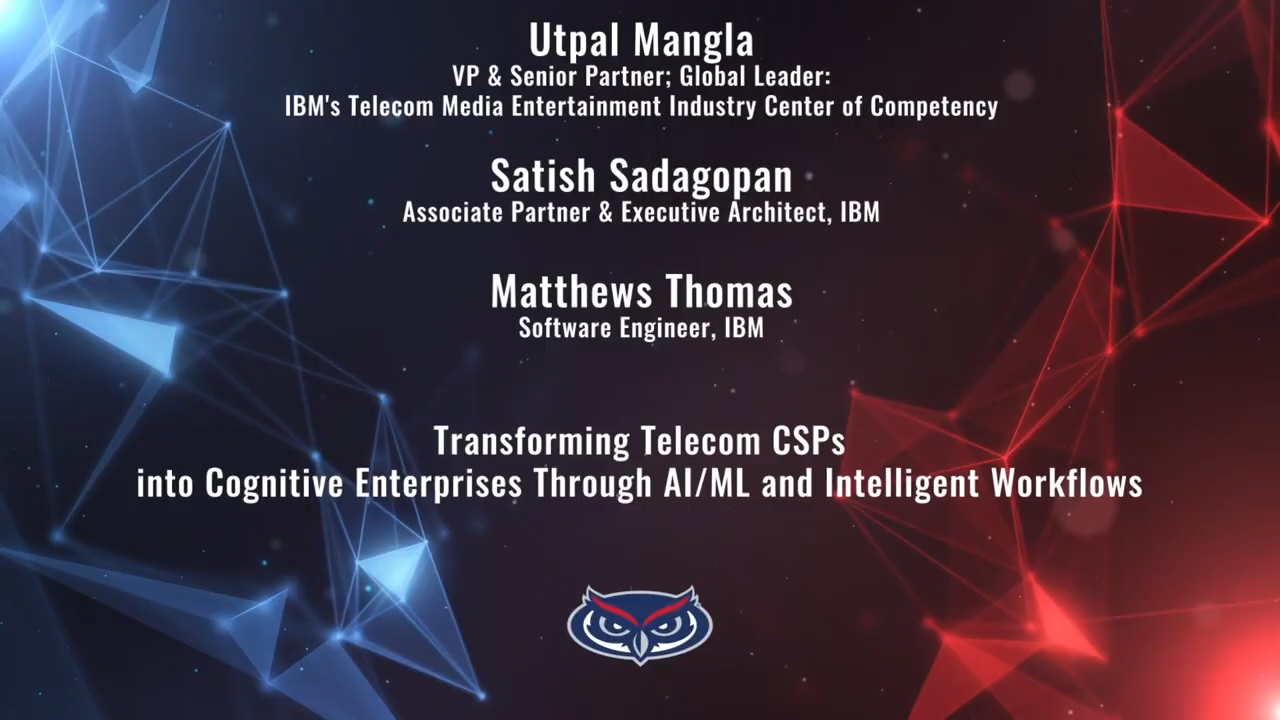 Utpal Mangla
VP & Senior Partner; Global Leader:
IBM's Telecom Media Entertainment Industry Center of Competency
Satish Sadagopan
Associate Partner & Executive Architect, IBM
Matthews Thomas
Software Engineer, IBM
Transforming Telecom CSPs
into Cognitive Enterprises Through AI/ML and Intelligent Workflows